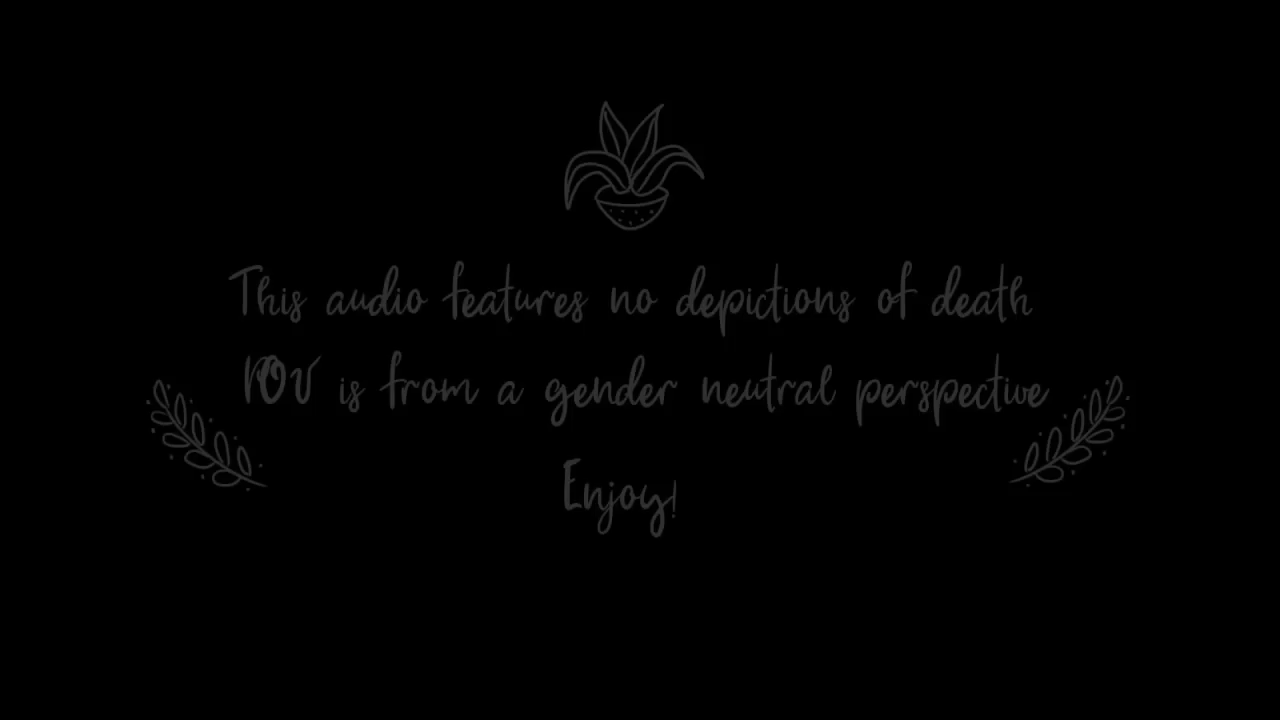 This audio features no depictions of death
POV is from a gender neutral perspective
Enjoy!